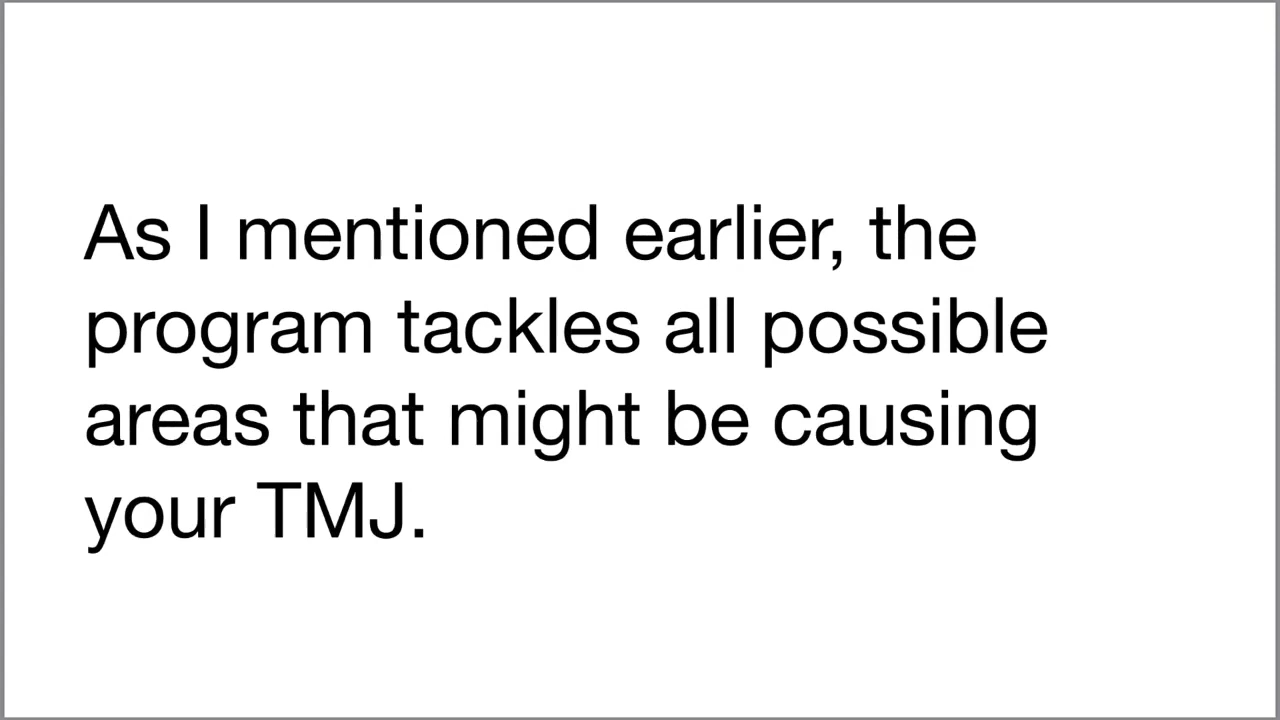 As I mentioned earlier, the
program tackles all possible
areas that might be causing
your TMJ.